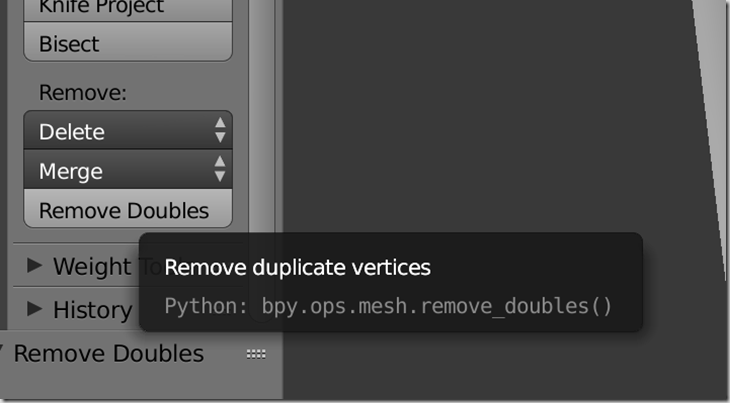 Knife Project
Bisect
Remove:
Delete
Merge
Remove Doubles
Remove duplicate vertices
Weight To
Python: bpy.ops.mesh.remove_doubles()
History
Remove Doubles